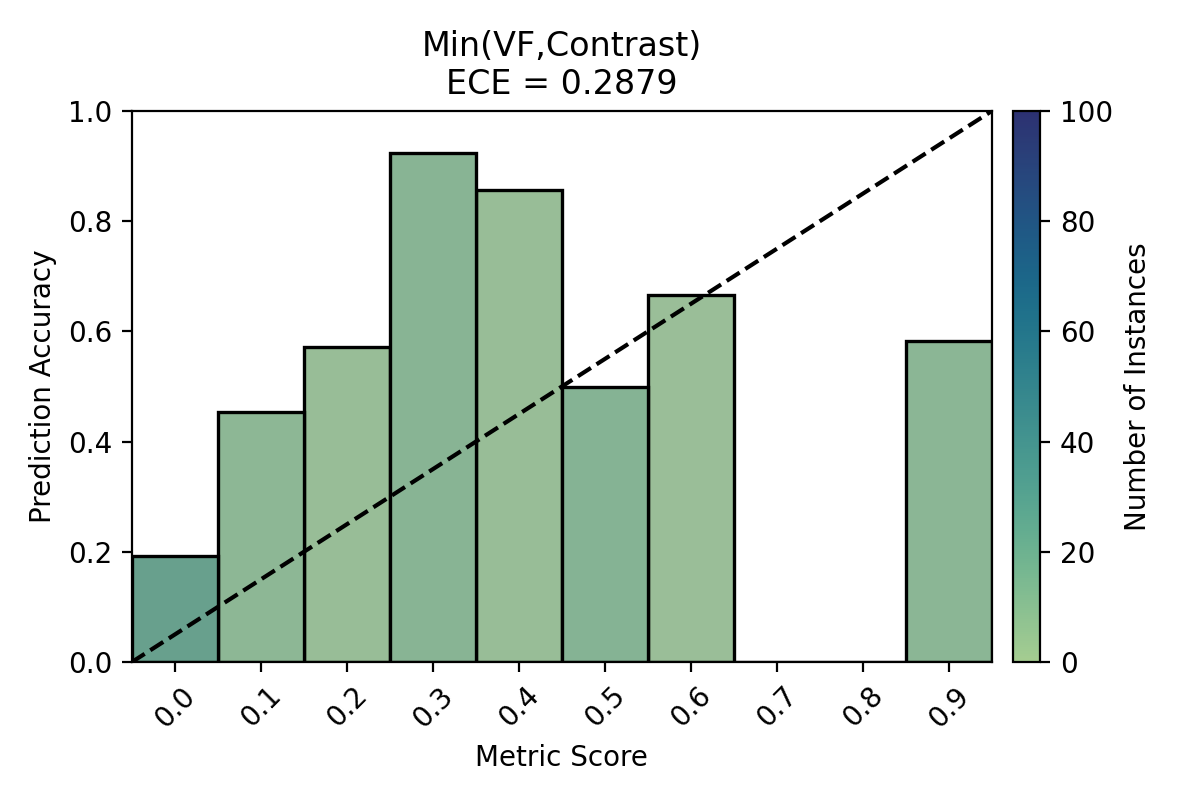 Min(VF,Contrast)
ECE = 0.2879
Prediction Accuracy
1.0
0.8
0.6
0.4
0.2
0.0
0.0 0.1 0.2 0.3 0.4 0.5 0.6 0.7 0.8 0.9
Metric Score
100
80
60
40
20
0
Number of Instances